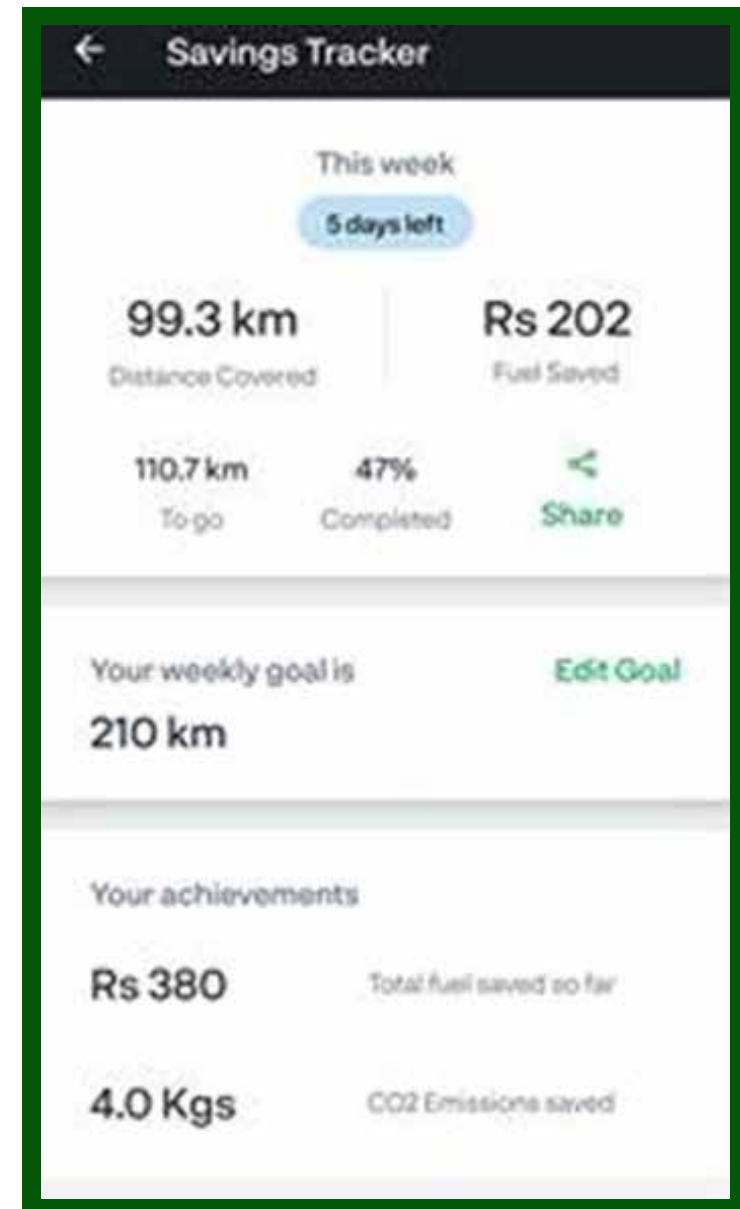 Savings Tracker
This week
5 days left
99.3 km Rs 202
Distance Covered Fuel Saved
110.7 km 47%
To go Completed Share
Your weekly goal is Edit Goal
210 km
Your achievements
Rs 380 Total fuel saved so far
4.0 Kgs CO2 Emissions saved